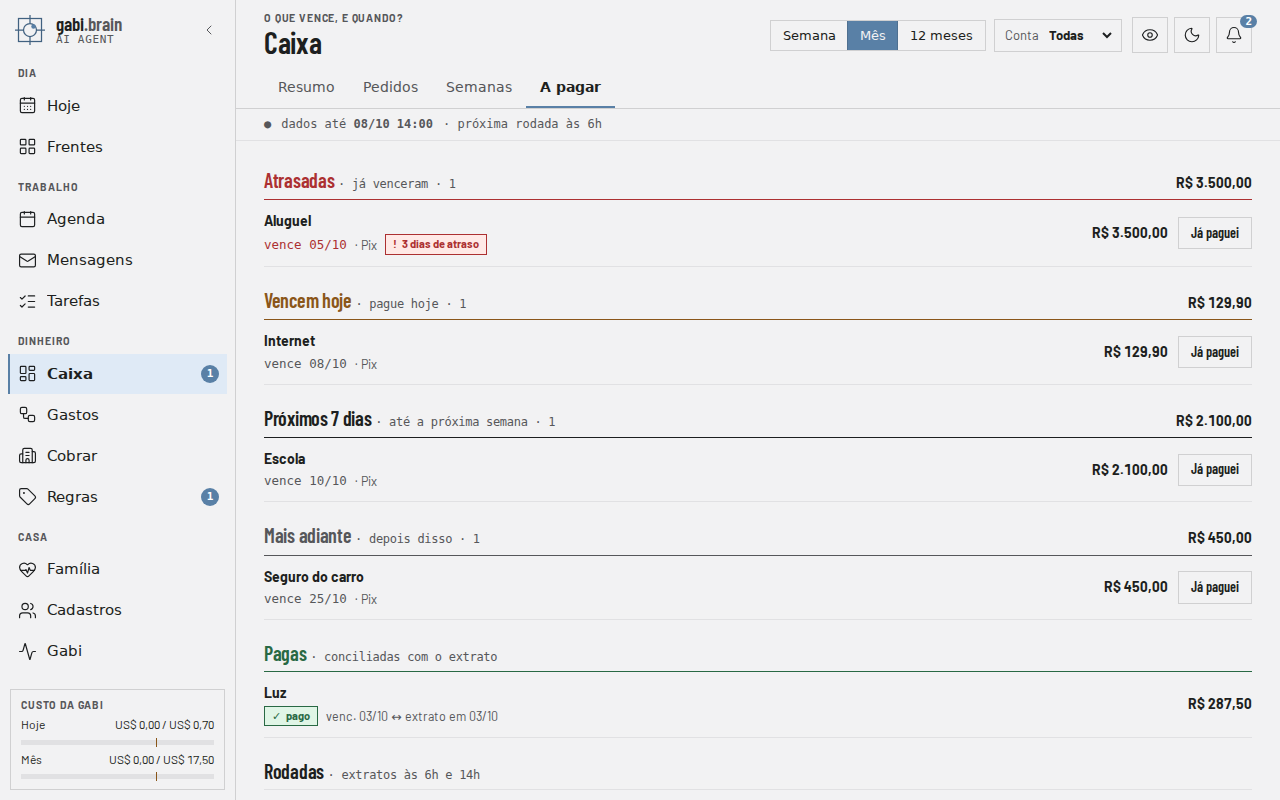 gabi.brain
AI AGENT
DIA
Hoje
Frentes
TRABALHO
Agenda
Mensagens
Tarefas
DINHEIRO
Caixa 1
Gastos
Cobrar
Regras 1
CASA
Família
Cadastros
Gabi
CUSTO DA GABI
Hoje US$ 0,00 / US$ 0,70
Mês US$ 0,00 / US$ 17,50
O QUE VENCE, E QUANDO?
Caixa
Semana Mês 12 meses
Conta Todas
2
Resumo Pedidos Semanas A pagar
● dados até 08/10 14:00 · próxima rodada às 6h
Atrasadas · já venceram · 1 R$ 3.500,00
Aluguel
vence 05/10 · Pix ! 3 dias de atraso
R$ 3.500,00 Já paguei
Vencem hoje · pague hoje · 1 R$ 129,90
Internet
vence 08/10 · Pix
R$ 129,90 Já paguei
Próximos 7 dias · até a próxima semana · 1 R$ 2.100,00
Escola
vence 10/10 · Pix
R$ 2.100,00 Já paguei
Mais adiante · depois disso · 1 R$ 450,00
Seguro do carro
vence 25/10 · Pix
R$ 450,00 Já paguei
Pagas · conciliadas com o extrato
Luz
✓ pago venc. 03/10 ↔ extrato em 03/10
R$ 287,50
Rodadas · extratos às 6h e 14h